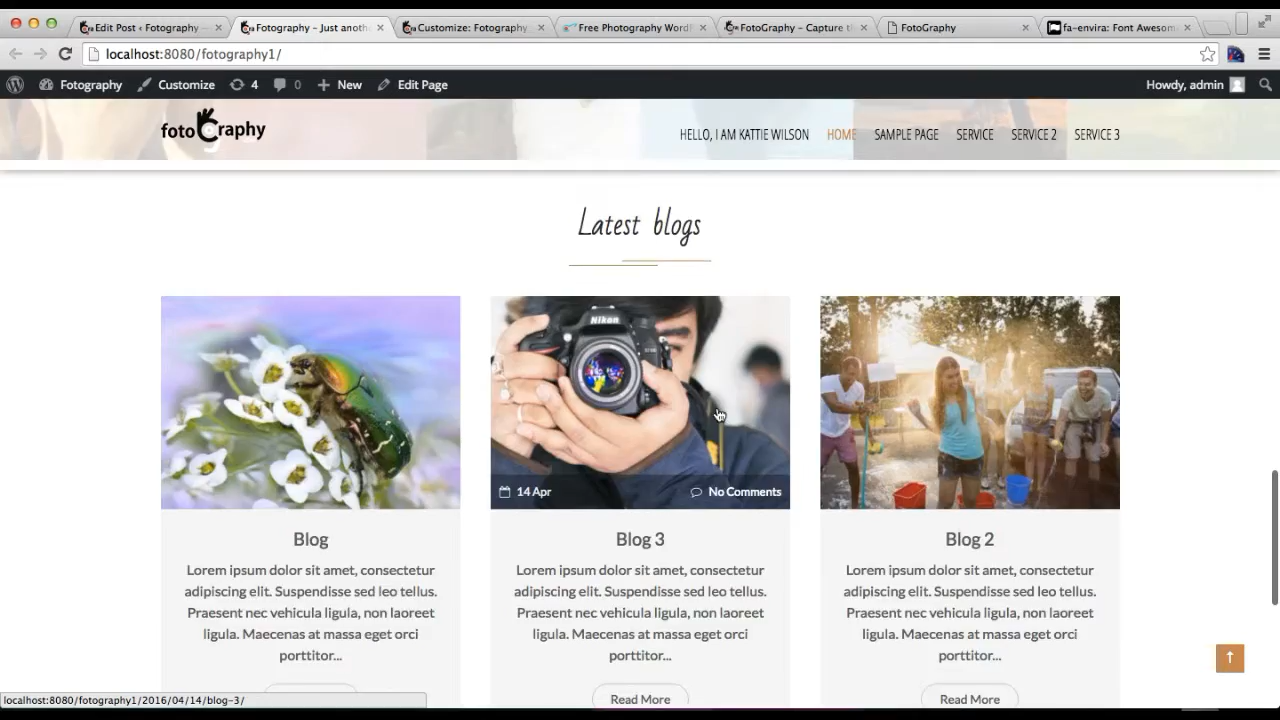 Edit Post ‹ Fotography
Fotography – Just anoth
Customize: Fotography
Free Photography WordP
FotoGraphy – Capture t
FotoGraphy
fa-envira: Font Awesom
localhost:8080/fotography1/
Fotography
Customize
4
0
New
Edit Page
Howdy, admin
fotography
HELLO, I AM KATTIE WILSON
HOME
SAMPLE PAGE
SERVICE
SERVICE 2
SERVICE 3
Latest blogs
Nikon
14 Apr
No Comments
Blog
Lorem ipsum dolor sit amet, consectetur
adipiscing elit. Suspendisse sed leo tellus.
Praesent nec vehicula ligula, non laoreet
ligula. Maecenas at massa eget orci
porttitor...
Blog 3
Lorem ipsum dolor sit amet, consectetur
adipiscing elit. Suspendisse sed leo tellus.
Praesent nec vehicula ligula, non laoreet
ligula. Maecenas at massa eget orci
porttitor...
Read More
Blog 2
Lorem ipsum dolor sit amet, consectetur
adipiscing elit. Suspendisse sed leo tellus.
Praesent nec vehicula ligula, non laoreet
ligula. Maecenas at massa eget orci
porttitor...
Read More
localhost:8080/fotography1/2016/04/14/blog-3/